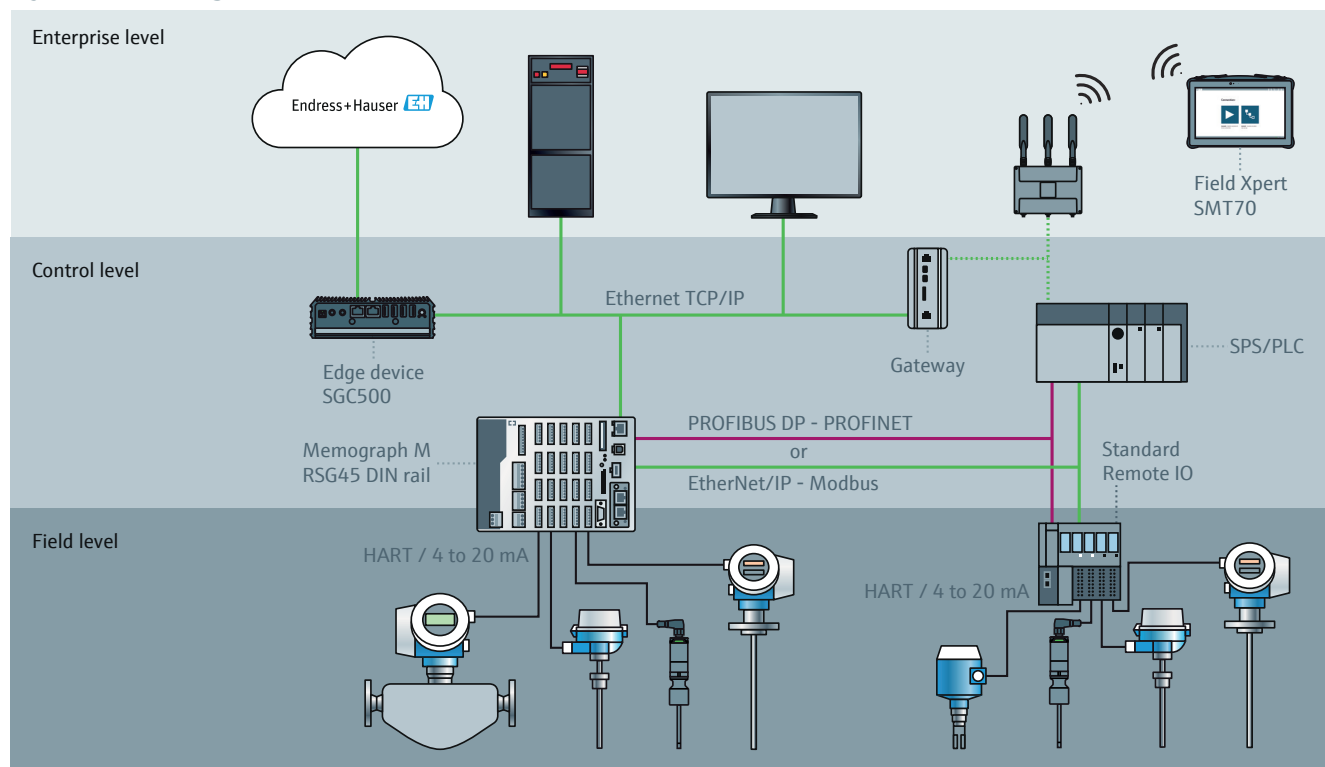 Enterprise level
Endress+Hauser EH
Field Xpert
SMT70
Control level
Ethernet TCP/IP
Edge device
SGC500
Gateway
SPS/PLC
Memograph M
RSG45 DIN rail
PROFIBUS DP - PROFINET
or
EtherNet/IP - Modbus
Standard
Remote IO
Field level
HART / 4 to 20 mA
HART / 4 to 20 mA